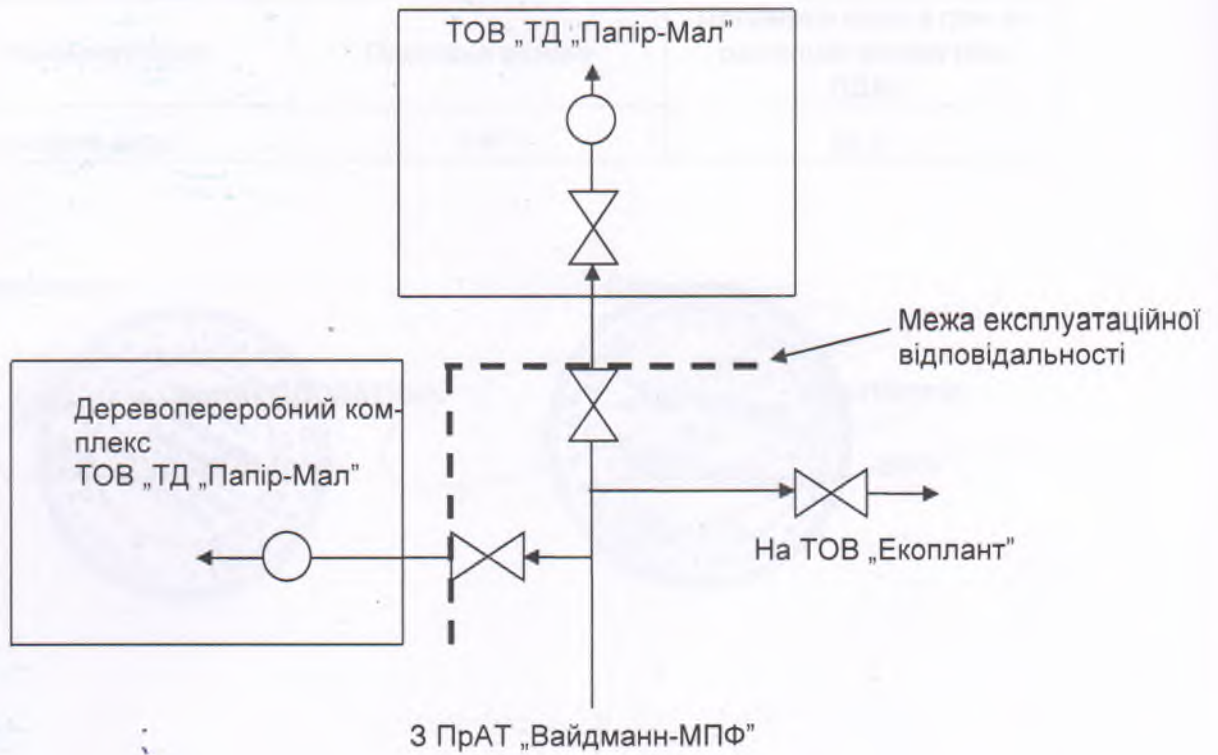 ТОВ „ТД „Папір-Мал”
Межа експлуатаційної
відповідальності
Деревопереробний ком-
плекс
ТОВ „ТД „Папір-Мал”
На ТОВ „Екоплант”
З ПрАТ „Вайдманн-МПФ”